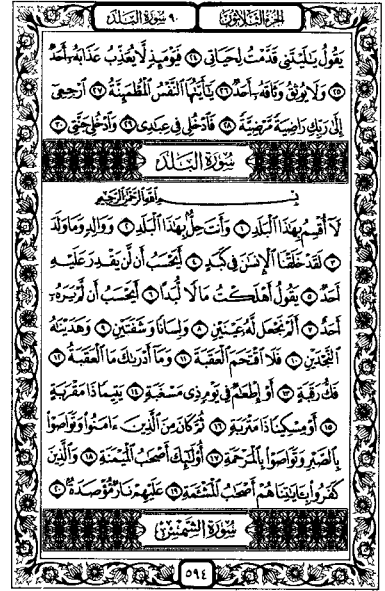 الجزء الثلاثون ٩٠ سورة البلد
يَقُولُ يَٰلَيْتَنِي قَدَّمْتُ لِحَيَاتِي ٢٤ فَيَوْمَئِذٍ لَّا يُعَذِّبُ عَذَابَهُۥٓ أَحَدٌ
٢٥ وَلَا يُوثِقُ وَثَاقَهُۥٓ أَحَدٌ ٢٦ يَٰٓأَيَّتُهَا ٱلنَّفْسُ ٱلْمُطْمَئِنَّةُ ٢٧ ٱرْجِعِيٓ
إِلَىٰ رَبِّكِ رَاضِيَةً مَّرْضِيَّةً ٢٨ فَٱدْخُلِي فِي عِبَٰدِي ٢٩ وَٱدْخُلِي جَنَّتِي ٣٠
سورة البلد
بِسْمِ ٱللَّهِ ٱلرَّحْمَٰنِ ٱلرَّحِيمِ
لَآ أُقْسِمُ بِهَٰذَا ٱلْبَلَدِ ١ وَأَنتَ حِلٌّۢ بِهَٰذَا ٱلْبَلَدِ ٢ وَوَالِدٍ وَمَا وَلَدَ
٣ لَقَدْ خَلَقْنَا ٱلْإِنسَٰنَ فِي كَبَدٍ ٤ أَيَحْسَبُ أَن لَّن يَقْدِرَ عَلَيْهِ
أَحَدٌ ٥ يَقُولُ أَهْلَكْتُ مَالًا لُّبَدًا ٦ أَيَحْسَبُ أَن لَّمْ يَرَهُۥٓ
أَحَدٌ ٧ أَلَمْ نَجْعَل لَّهُۥ عَيْنَيْنِ ٨ وَلِسَانًا وَشَفَتَيْنِ ٩ وَهَدَيْنَٰهُ
ٱلنَّجْدَيْنِ ١٠ فَلَا ٱقْتَحَمَ ٱلْعَقَبَةَ ١١ وَمَآ أَدْرَىٰكَ مَا ٱلْعَقَبَةُ ١٢
فَكُّ رَقَبَةٍ ١٣ أَوْ إِطْعَٰمٌ فِي يَوْمٍ ذِي مَسْغَبَةٍ ١٤ يَتِيمًا ذَا مَقْرَبَةٍ
١٥ أَوْ مِسْكِينًا ذَا مَتْرَبَةٍ ١٦ ثُمَّ كَانَ مِنَ ٱلَّذِينَ ءَامَنُوا۟ وَتَوَاصَوْا۟
بِٱلصَّبْرِ وَتَوَاصَوْا۟ بِٱلْمَرْحَمَةِ ١٧ أُو۟لَٰٓئِكَ أَصْحَٰبُ ٱلْمَيْمَنَةِ ١٨ وَٱلَّذِينَ
كَفَرُوا۟ بِـَٔايَٰتِنَا هُمْ أَصْحَٰبُ ٱلْمَشْـَٔمَةِ ١٩ عَلَيْهِمْ نَارٌ مُّؤْصَدَةٌۢ ٢٠
سورة الشمس
٥٩٤